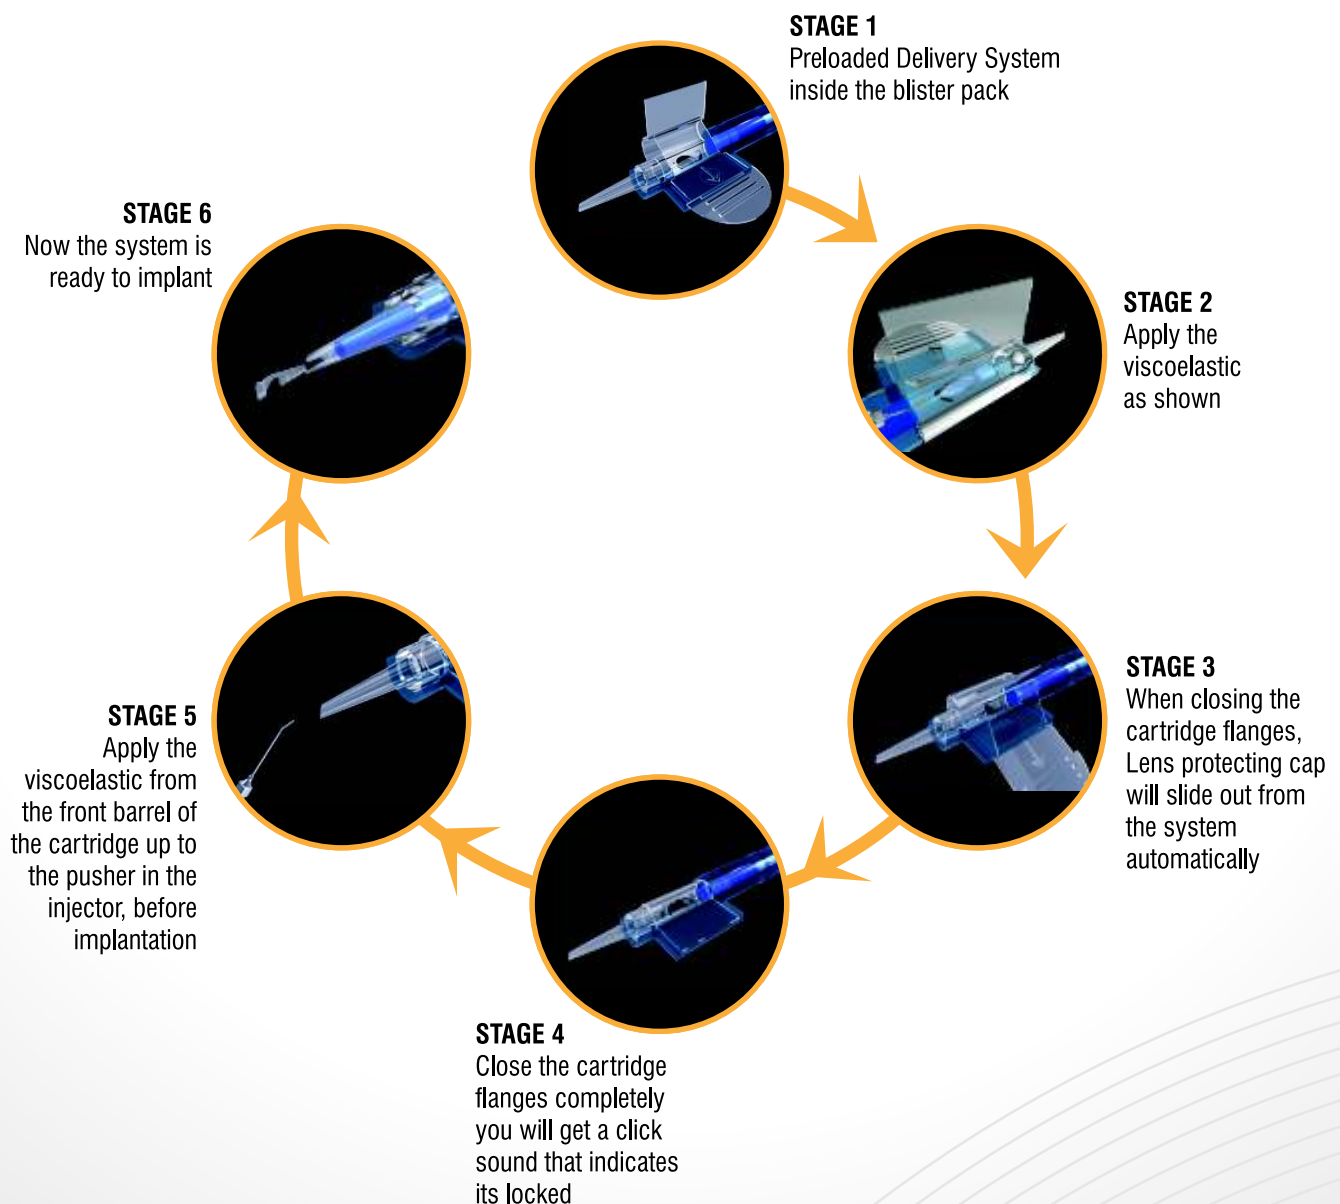 STAGE 1
Preloaded Delivery System
inside the blister pack
STAGE 2
Apply the
viscoelastic
as shown
STAGE 3
When closing the
cartridge flanges,
Lens protecting cap
will slide out from
the system
automatically
STAGE 4
Close the cartridge
flanges completely
you will get a click
sound that indicates
its locked
STAGE 5
Apply the
viscoelastic from
the front barrel of
the cartridge up to
the pusher in the
injector, before
implantation
STAGE 6
Now the system is
ready to implant